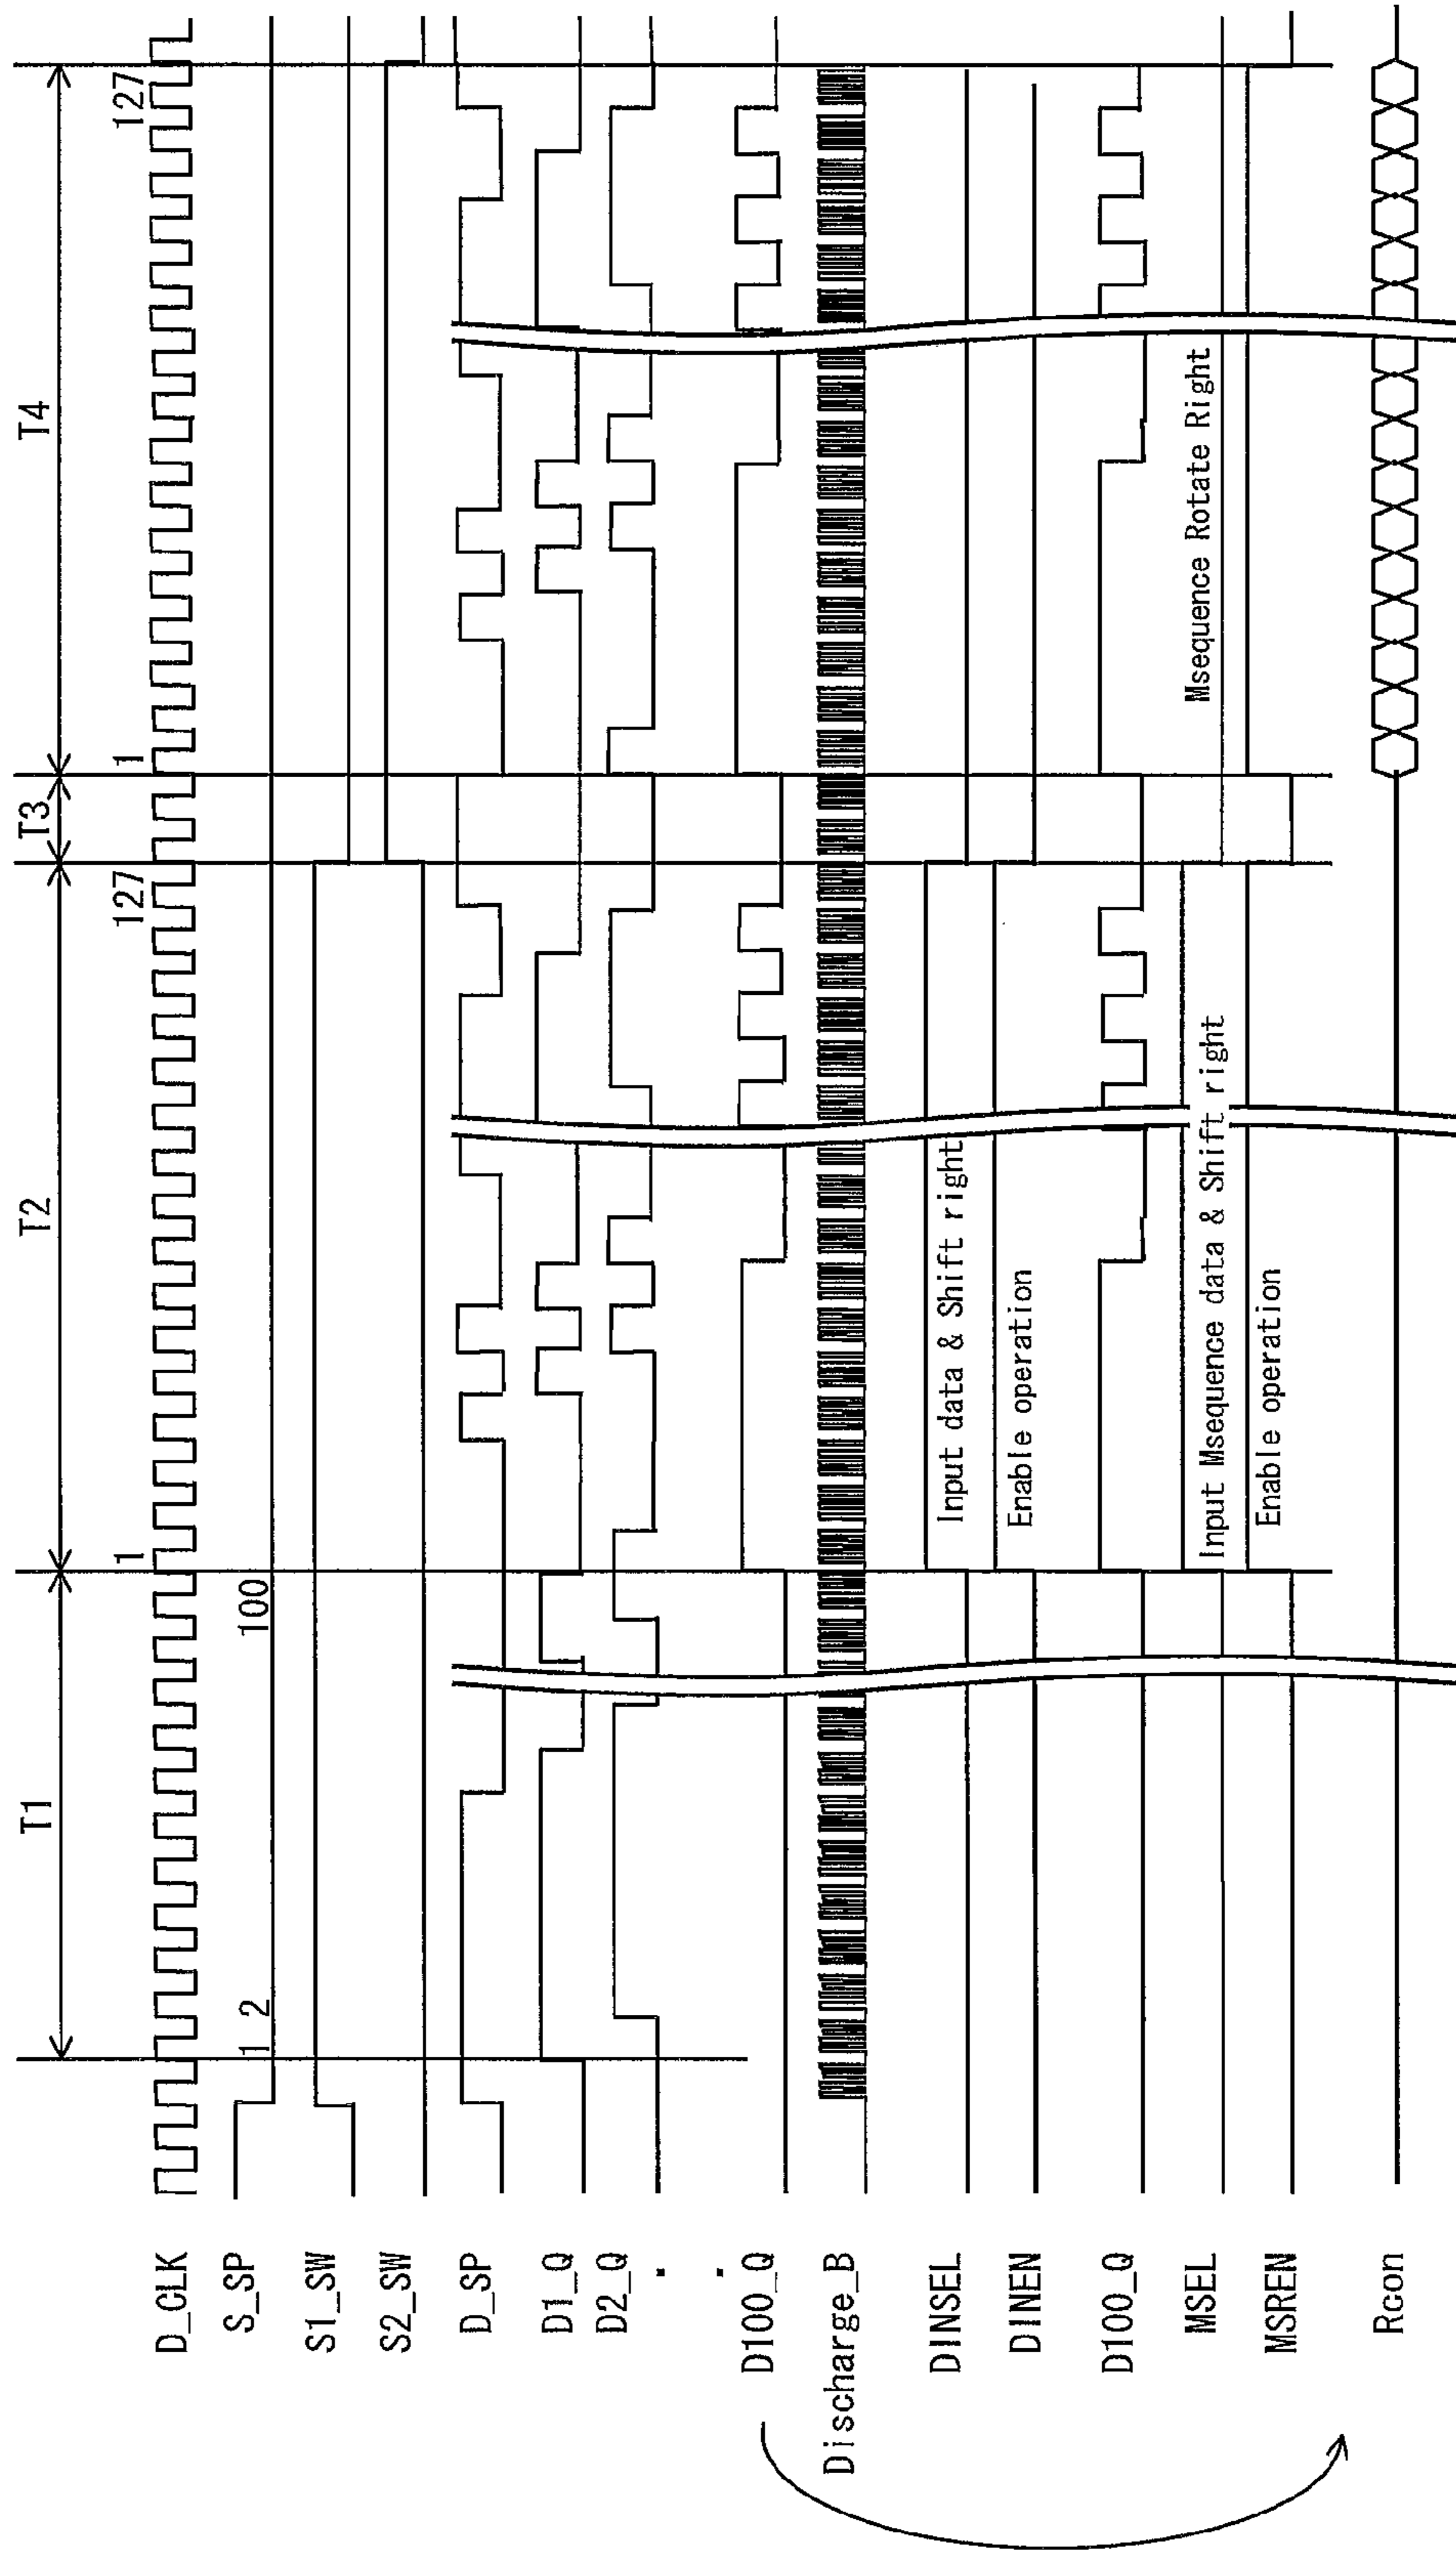 T1 T2 T3 T4
1 127 1 127
D_CLK
1 2 100
S_SP
S1_SW
S2_SW
D_SP
D1_Q
D2_Q
.
.
D100_Q
Discharge_B
DINSEL
Input data & Shift right
DINEN
Enable operation
D100_Q
MSEL
Input Msequence data & Shift right
Msequence Rotate Right
MSREN
Enable operation
Rcon